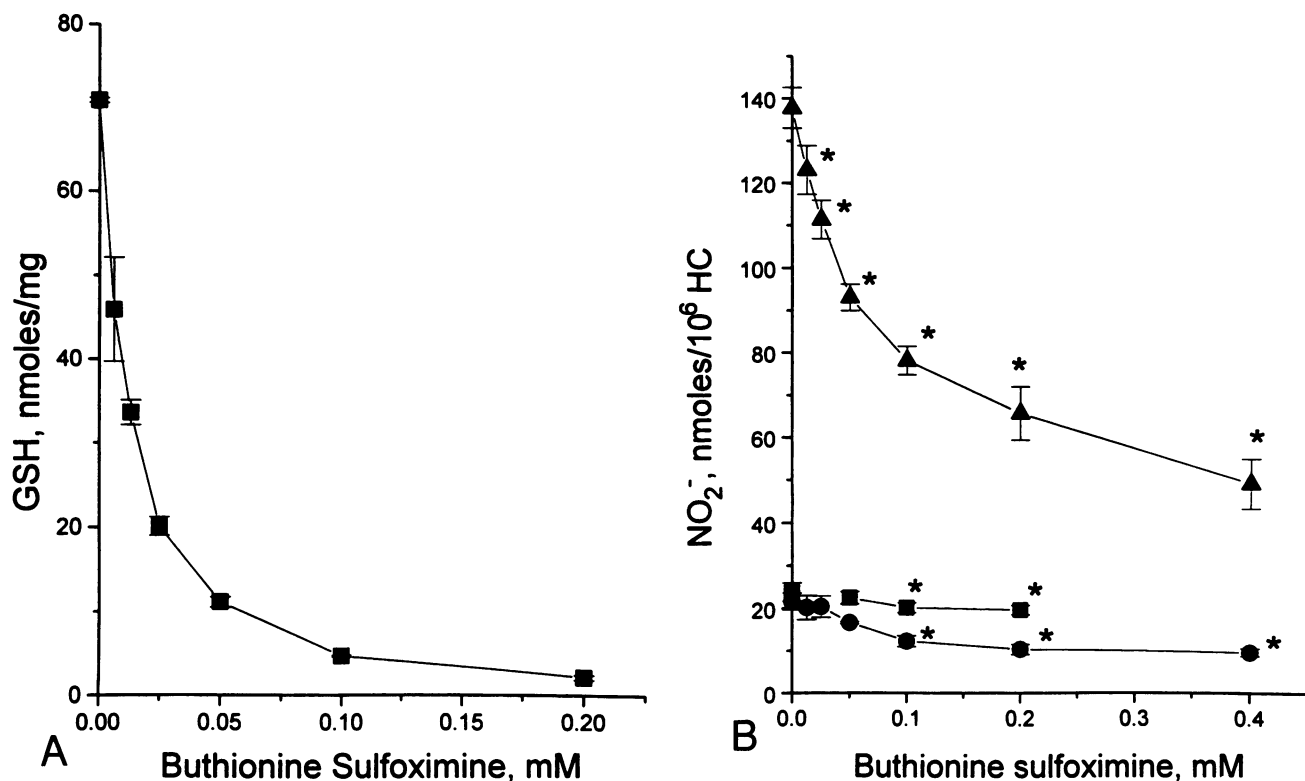 80
60
40
20
0
GSH, nmoles/mg
0.00 0.05 0.10 0.15 0.20
A Buthionine Sulfoximine, mM
140
120
100
80
60
40
20
0
NO₂⁻, nmoles/10⁶ HC
* * * * * *
* *
* * *
0.0 0.1 0.2 0.3 0.4
B Buthionine sulfoximine, mM